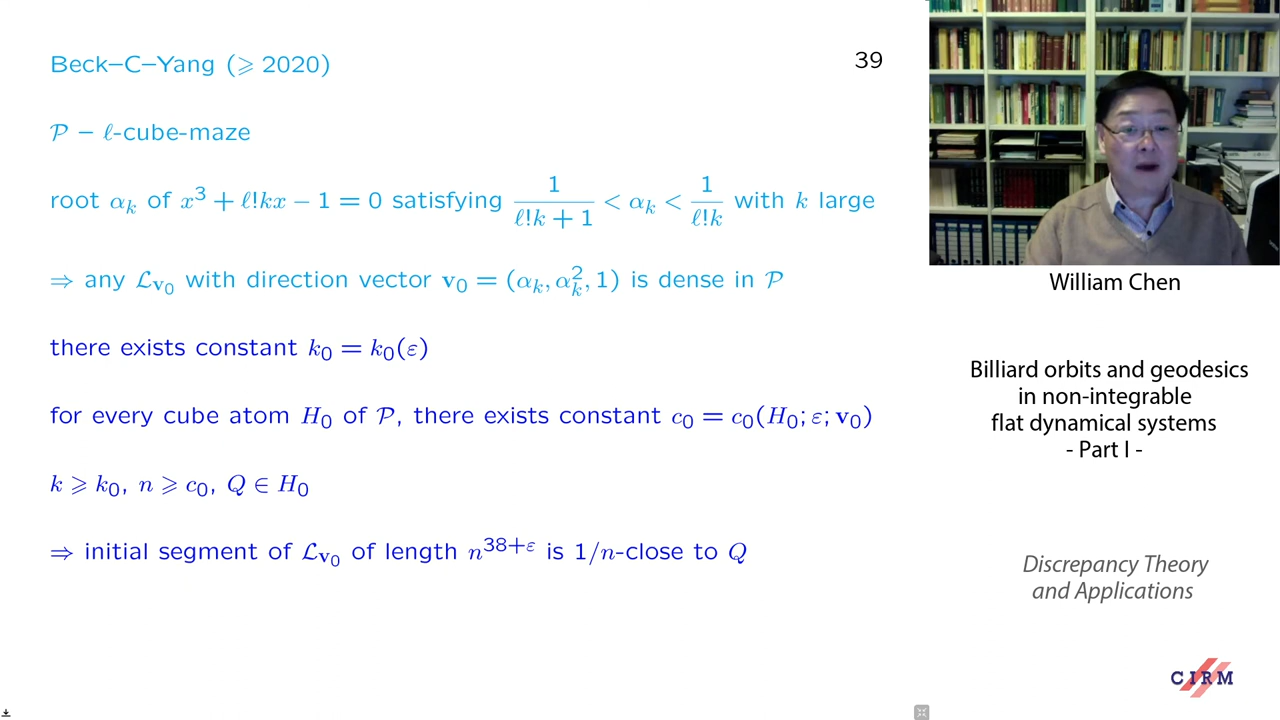 Beck–C–Yang (⩾ 2020)
39
𝒫 – ℓ-cube-maze
root α_k of x³ + ℓ!kx − 1 = 0 satisfying 1/(ℓ!k + 1) < α_k < 1/(ℓ!k) with k large
⇒ any ℒ_v₀ with direction vector v₀ = (α_k, α_k², 1) is dense in 𝒫
there exists constant k₀ = k₀(ε)
for every cube atom H₀ of 𝒫, there exists constant c₀ = c₀(H₀; ε; v₀)
k ⩾ k₀, n ⩾ c₀, Q ∈ H₀
⇒ initial segment of ℒ_v₀ of length n^(38+ε) is 1/n-close to Q
William Chen
Billiard orbits and geodesics
in non-integrable
flat dynamical systems
- Part I -
Discrepancy Theory
and Applications
CIRM